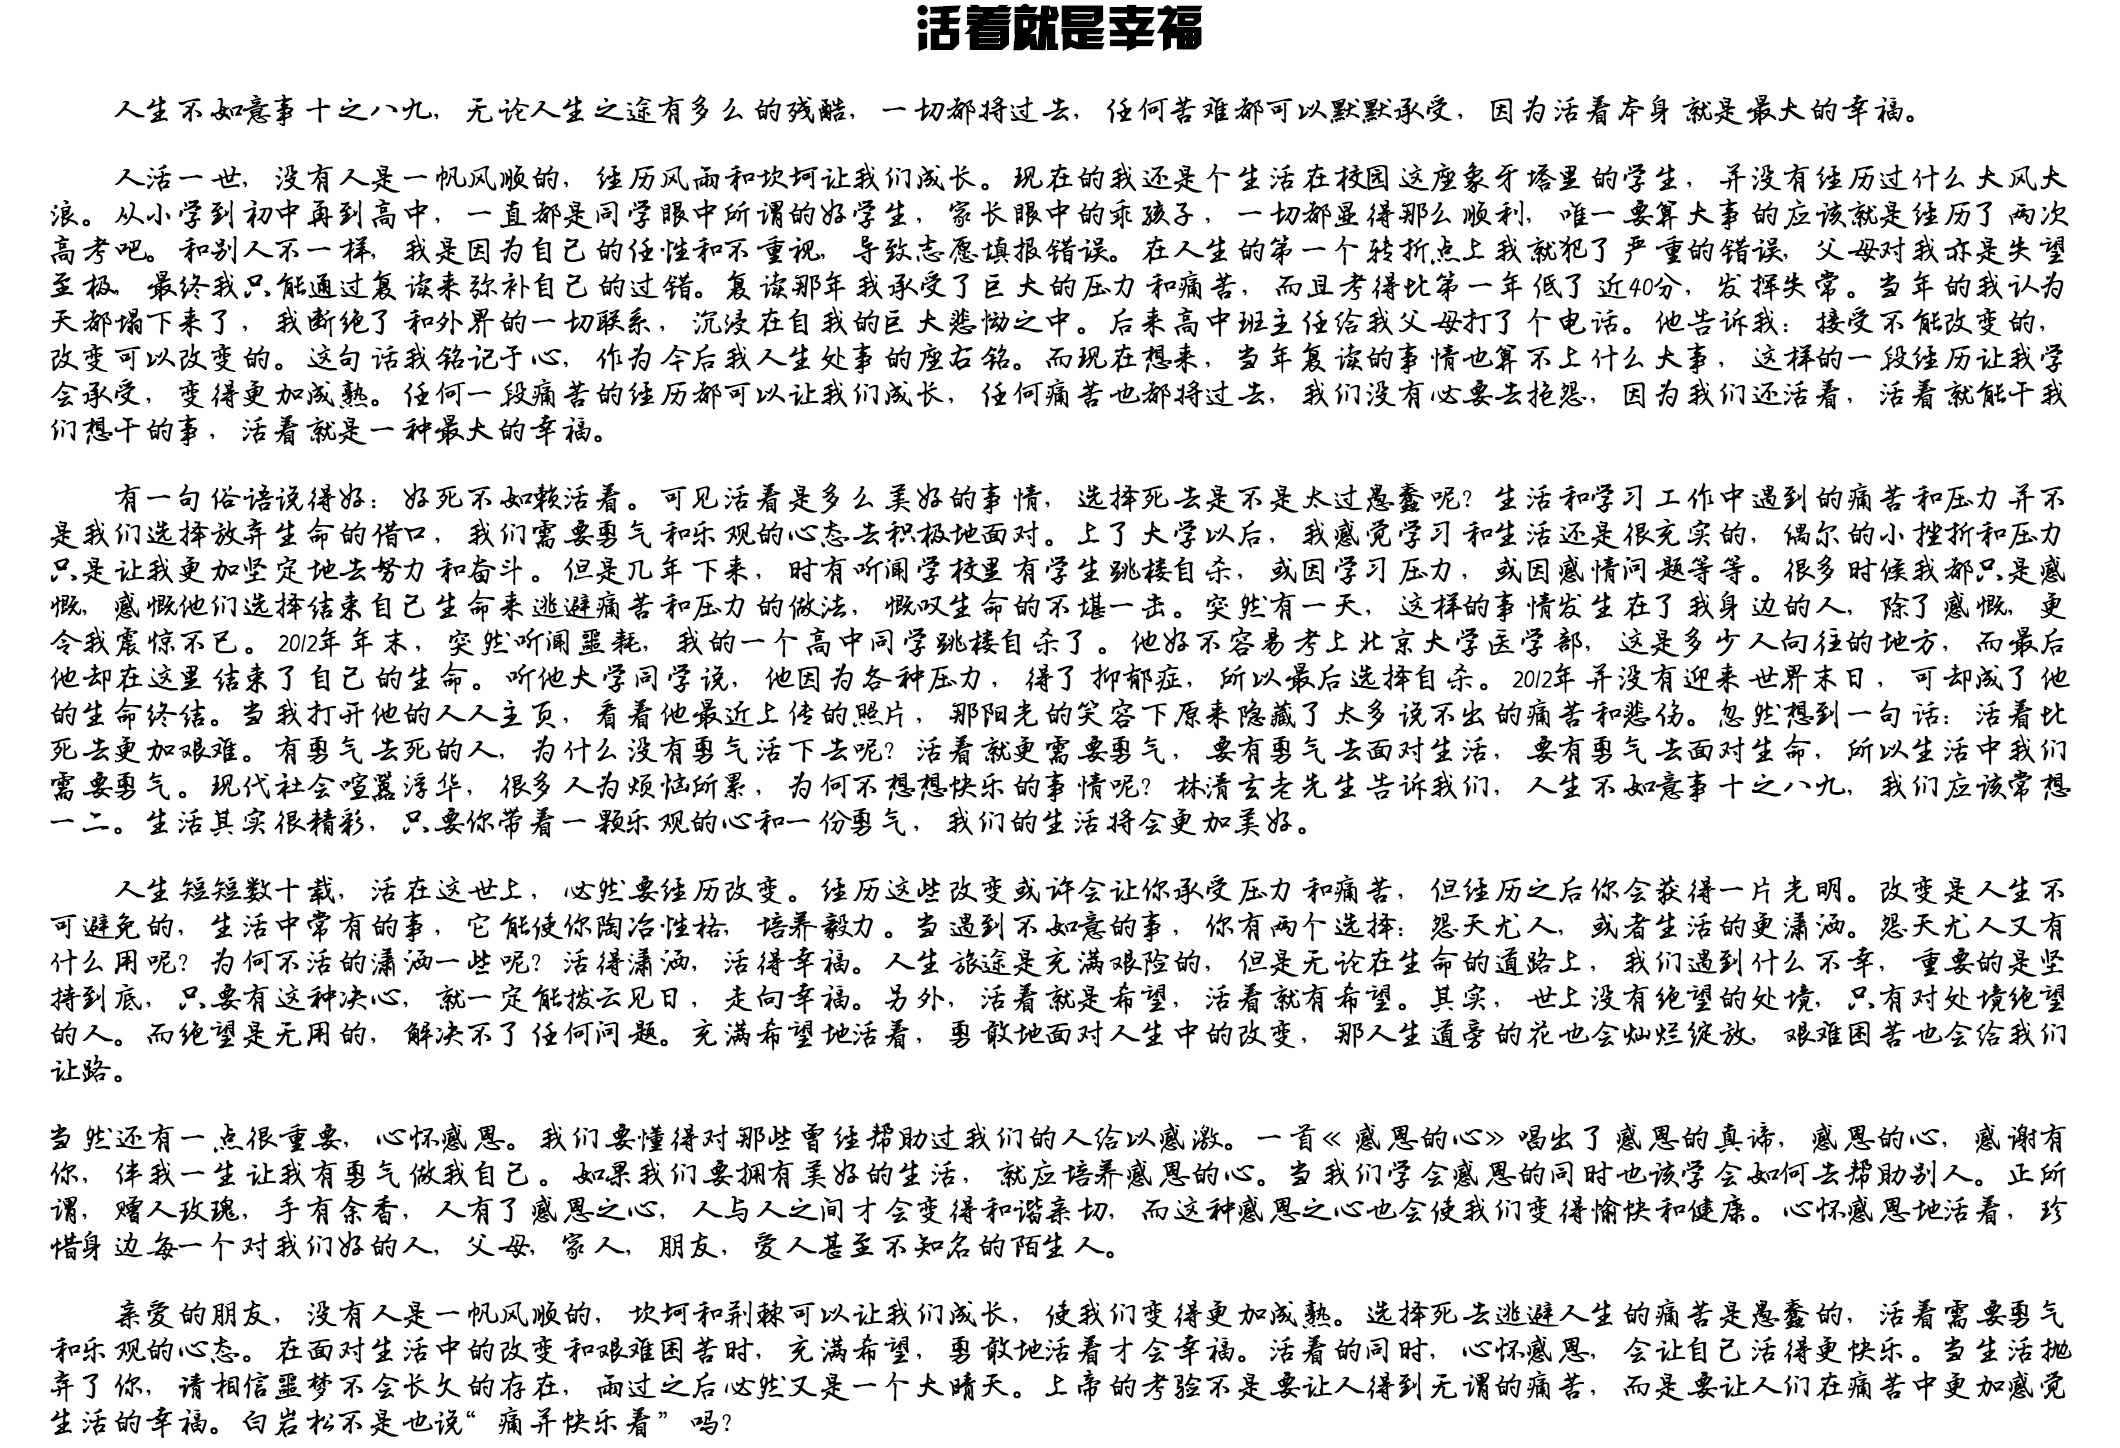 活着就是幸福
人生不如意事十之八九，无论人生之途有多么的残酷，一切都将过去，任何苦难都可以默默承受，因为活着本身就是最大的幸福。
人活一世，没有人是一帆风顺的，经历风雨和坎坷让我们成长。现在的我还是个生活在校园这座象牙塔里的学生，并没有经历过什么大风大
浪。从小学到初中再到高中，一直都是同学眼中所谓的好学生，家长眼中的乖孩子，一切都显得那么顺利，唯一要算大事的应该就是经历了两次
高考吧。和别人不一样，我是因为自己的任性和不重视，导致志愿填报错误。在人生的第一个转折点上我就犯了严重的错误，父母对我亦是失望
至极，最终我只能通过复读来弥补自己的过错。复读那年我承受了巨大的压力和痛苦，而且考得比第一年低了近40分，发挥失常。当年的我认为
天都塌下来了，我断绝了和外界的一切联系，沉浸在自我的巨大悲恸之中。后来高中班主任给我父母打了个电话。他告诉我：接受不能改变的，
改变可以改变的。这句话我铭记于心，作为今后我人生处事的座右铭。而现在想来，当年复读的事情也算不上什么大事，这样的一段经历让我学
会承受，变得更加成熟。任何一段痛苦的经历都可以让我们成长，任何痛苦也都将过去，我们没有必要去抱怨，因为我们还活着，活着就能干我
们想干的事，活着就是一种最大的幸福。
有一句俗语说得好：好死不如赖活着。可见活着是多么美好的事情，选择死去是不是太过愚蠢呢？生活和学习工作中遇到的痛苦和压力并不
是我们选择放弃生命的借口，我们需要勇气和乐观的心态去积极地面对。上了大学以后，我感觉学习和生活还是很充实的，偶尔的小挫折和压力
只是让我更加坚定地去努力和奋斗。但是几年下来，时有听闻学校里有学生跳楼自杀，或因学习压力，或因感情问题等等。很多时候我都只是感
慨，感慨他们选择结束自己生命来逃避痛苦和压力的做法，慨叹生命的不堪一击。突然有一天，这样的事情发生在了我身边的人，除了感慨，更
令我震惊不已。2012年年末，突然听闻噩耗，我的一个高中同学跳楼自杀了。他好不容易考上北京大学医学部，这是多少人向往的地方，而最后
他却在这里结束了自己的生命。听他大学同学说，他因为各种压力，得了抑郁症，所以最后选择自杀。2012年并没有迎来世界末日，可却成了他
的生命终结。当我打开他的人人主页，看着他最近上传的照片，那阳光的笑容下原来隐藏了太多说不出的痛苦和悲伤。忽然想到一句话：活着比
死去更加艰难。有勇气去死的人，为什么没有勇气活下去呢？活着就更需要勇气，要有勇气去面对生活，要有勇气去面对生命，所以生活中我们
需要勇气。现代社会喧嚣浮华，很多人为烦恼所累，为何不想想快乐的事情呢？林清玄老先生告诉我们，人生不如意事十之八九，我们应该常想
一二。生活其实很精彩，只要你带着一颗乐观的心和一份勇气，我们的生活将会更加美好。
人生短短数十载，活在这世上，必然要经历改变。经历这些改变或许会让你承受压力和痛苦，但经历之后你会获得一片光明。改变是人生不
可避免的，生活中常有的事，它能使你陶冶性格，培养毅力。当遇到不如意的事，你有两个选择：怨天尤人，或者生活的更潇洒。怨天尤人又有
什么用呢？为何不活的潇洒一些呢？活得潇洒，活得幸福。人生旅途是充满艰险的，但是无论在生命的道路上，我们遇到什么不幸，重要的是坚
持到底，只要有这种决心，就一定能拨云见日，走向幸福。另外，活着就是希望，活着就有希望。其实，世上没有绝望的处境，只有对处境绝望
的人。而绝望是无用的，解决不了任何问题。充满希望地活着，勇敢地面对人生中的改变，那人生道旁的花也会灿烂绽放，艰难困苦也会给我们
让路。
当然还有一点很重要，心怀感恩。我们要懂得对那些曾经帮助过我们的人给以感激。一首《感恩的心》唱出了感恩的真谛，感恩的心，感谢有
你，伴我一生让我有勇气做我自己。如果我们要拥有美好的生活，就应培养感恩的心。当我们学会感恩的同时也该学会如何去帮助别人。正所
谓，赠人玫瑰，手有余香，人有了感恩之心，人与人之间才会变得和谐亲切，而这种感恩之心也会使我们变得愉快和健康。心怀感恩地活着，珍
惜身边每一个对我们好的人，父母，家人，朋友，爱人甚至不知名的陌生人。
亲爱的朋友，没有人是一帆风顺的，坎坷和荆棘可以让我们成长，使我们变得更加成熟。选择死去逃避人生的痛苦是愚蠢的，活着需要勇气
和乐观的心态。在面对生活中的改变和艰难困苦时，充满希望，勇敢地活着才会幸福。活着的同时，心怀感恩，会让自己活得更快乐。当生活抛
弃了你，请相信噩梦不会长久的存在，雨过之后必然又是一个大晴天。上帝的考验不是要让人得到无谓的痛苦，而是要让人们在痛苦中更加感觉
生活的幸福。白岩松不是也说“痛并快乐着”吗？